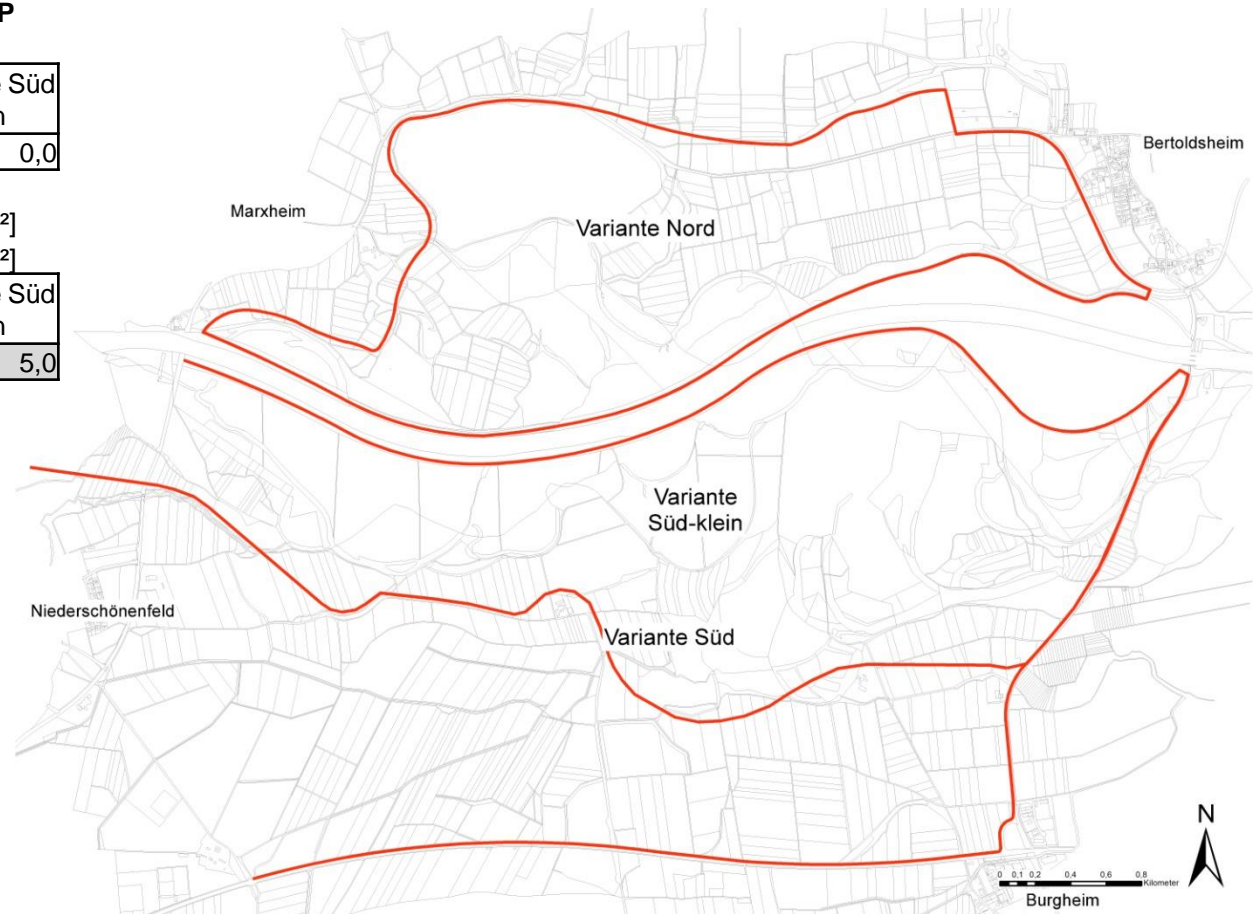 P
e Süd
n
0,0
²]
²]
e Süd
n
5,0
Bertoldsheim
Marxheim
Variante Nord
Variante
Süd-klein
Niederschönenfeld
Variante Süd
N
0 0,1 0,2 0,4 0,6 0,8
Kilometer
Burgheim